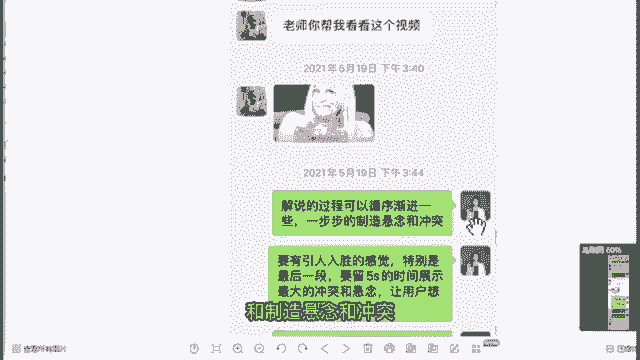 老师你帮我看看这个视频
2021年5月19日 下午3:40
2021年5月19日 下午3:44
解说的过程可以循序渐进一
些，一步步的制造悬念和冲突
要有引人入胜的感觉，特别是
最后一段，要留5s的时间展示
最大的冲突和悬念，让用户想
和制造悬念和冲突